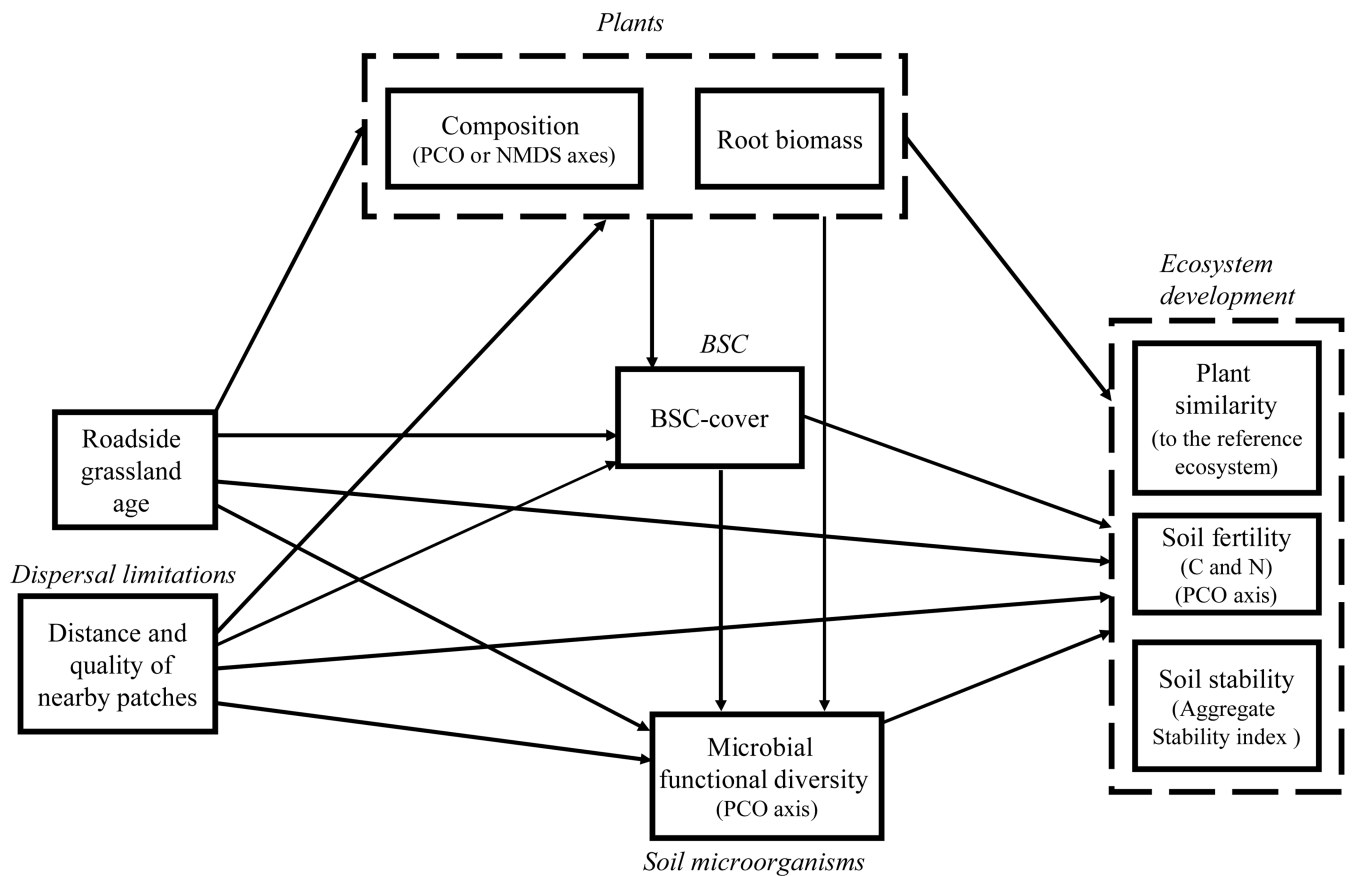 Plants
Composition
(PCO or NMDS axes)
Root biomass
Ecosystem
development
BSC
BSC-cover
Plant
similarity
(to the reference
ecosystem)
Roadside
grassland
age
Soil fertility
(C and N)
(PCO axis)
Dispersal limitations
Distance and
quality of
nearby patches
Soil stability
(Aggregate
Stability index )
Microbial
functional diversity
(PCO axis)
Soil microorganisms